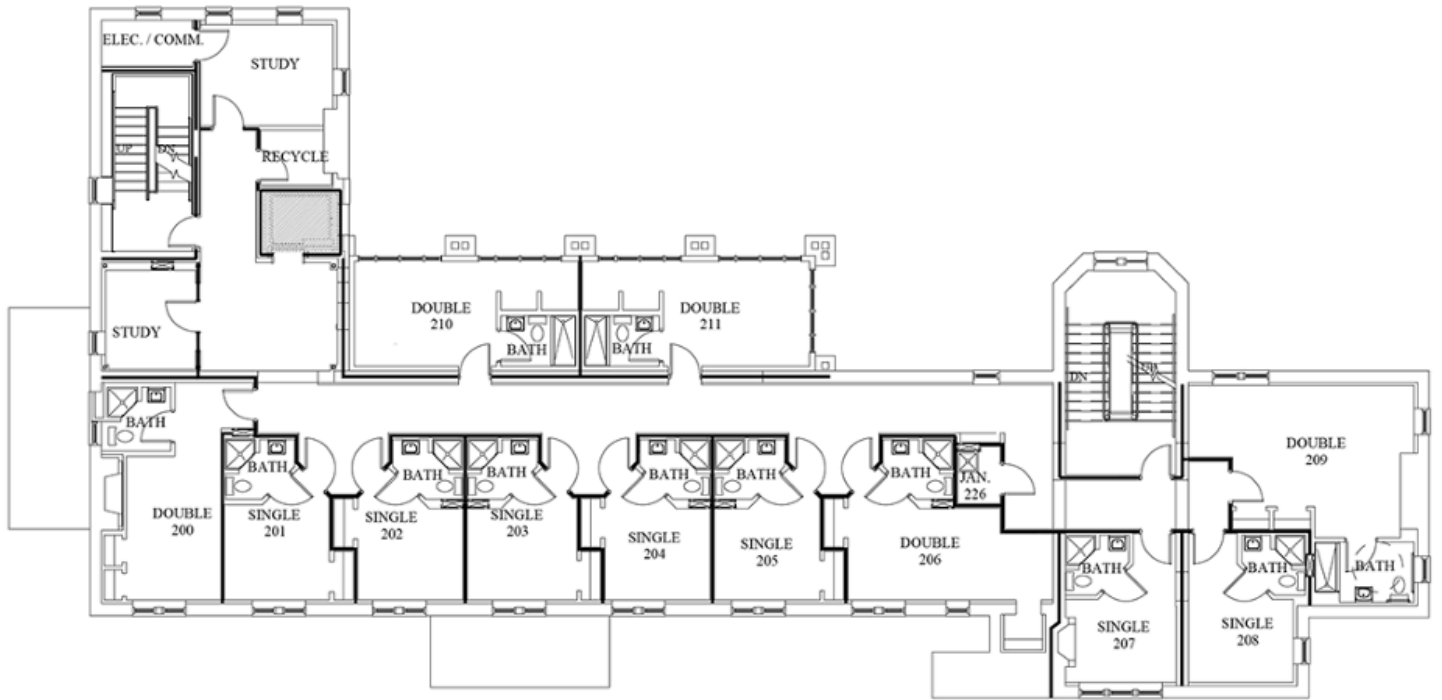 ELEC. / COMM.
STUDY
UP
DN
RECYCLE
STUDY
DOUBLE
210
BATH
DOUBLE
211
BATH
DN
UP
DOUBLE
209
BATH
BATH
DOUBLE
200
BATH
SINGLE
201
BATH
SINGLE
202
BATH
SINGLE
203
BATH
SINGLE
204
BATH
SINGLE
205
BATH
DOUBLE
206
JAN.
226
BATH
SINGLE
207
BATH
SINGLE
208